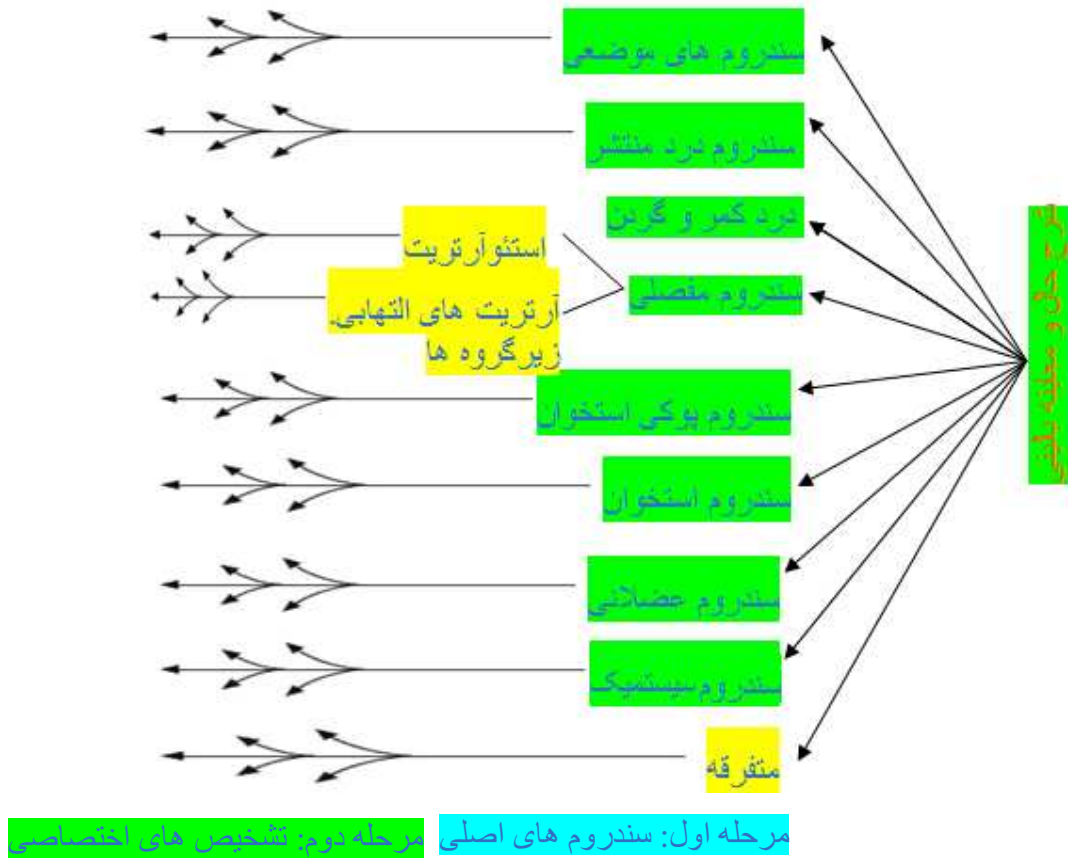 شرح حال و معاینه بالینی
سندروم های موضعی
سندروم درد منتشر
درد کمر و گردن
سندروم مفصلی
استئوآرتریت
آرتریت های التهابی.
زیرگروه ها
سندروم پوکی استخوان
سندروم استخوان
سندروم عضلانی
سندروم سیستمیک
متفرقه
مرحله اول: سندروم های اصلی
مرحله دوم: تشخیص های اختصاصی